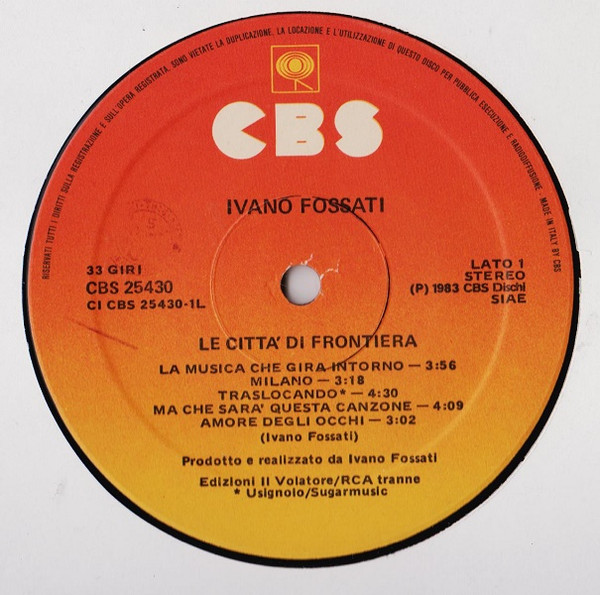 RISERVATI TUTTI I DIRITTI SULLA REGISTRAZIONE E SULL'OPERA REGISTRATA. SONO VIETATE LA DUPLICAZIONE, LA LOCAZIONE E L'UTILIZZAZIONE DI QUESTO DISCO PER PUBBLICA ESECUZIONE E RADIODIFFUSIONE - MADE IN ITALY BY CBS
CBS
IVANO FOSSATI
33 GIRI
CBS 25430
CI CBS 25430-1L
LATO 1
STEREO
(P) 1983 CBS Dischi
SIAE
LE CITTA' DI FRONTIERA
LA MUSICA CHE GIRA INTORNO — 3:56
MILANO — 3:18
TRASLOCANDO* — 4:30
MA CHE SARA' QUESTA CANZONE — 4:09
AMORE DEGLI OCCHI — 3:02
(Ivano Fossati)
Prodotto e realizzato da Ivano Fossati
Edizioni Il Volatore/RCA tranne
* Usignolo/Sugarmusic